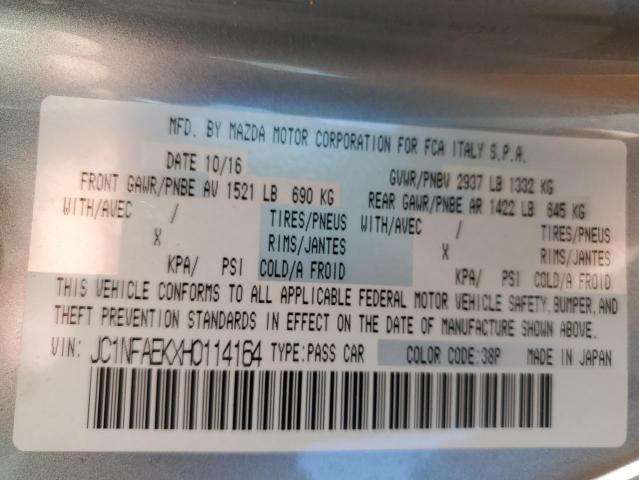 MFD. BY MAZDA MOTOR CORPORATION FOR FCA ITALY S.P.A.
DATE 10/16 GVWR/PNBV 2937 LB 1332 KG
FRONT GAWR/PNBE AV 1521 LB 690 KG REAR GAWR/PNBE AR 1422 LB 645 KG
WITH/AVEC / TIRES/PNEUS WITH/AVEC / TIRES/PNEUS
X RIMS/JANTES X RIMS/JANTES
KPA/ PSI COLD/A FROID KPA/ PSI COLD/A FROID
THIS VEHICLE CONFORMS TO ALL APPLICABLE FEDERAL MOTOR VEHICLE SAFETY,BUMPER,AND
THEFT PREVENTION STANDARDS IN EFFECT ON THE DATE OF MANUFACTURE SHOWN ABOVE.
VIN: JC1NFAEKXH0114164 TYPE:PASS CAR COLOR CODE:38P MADE IN JAPAN